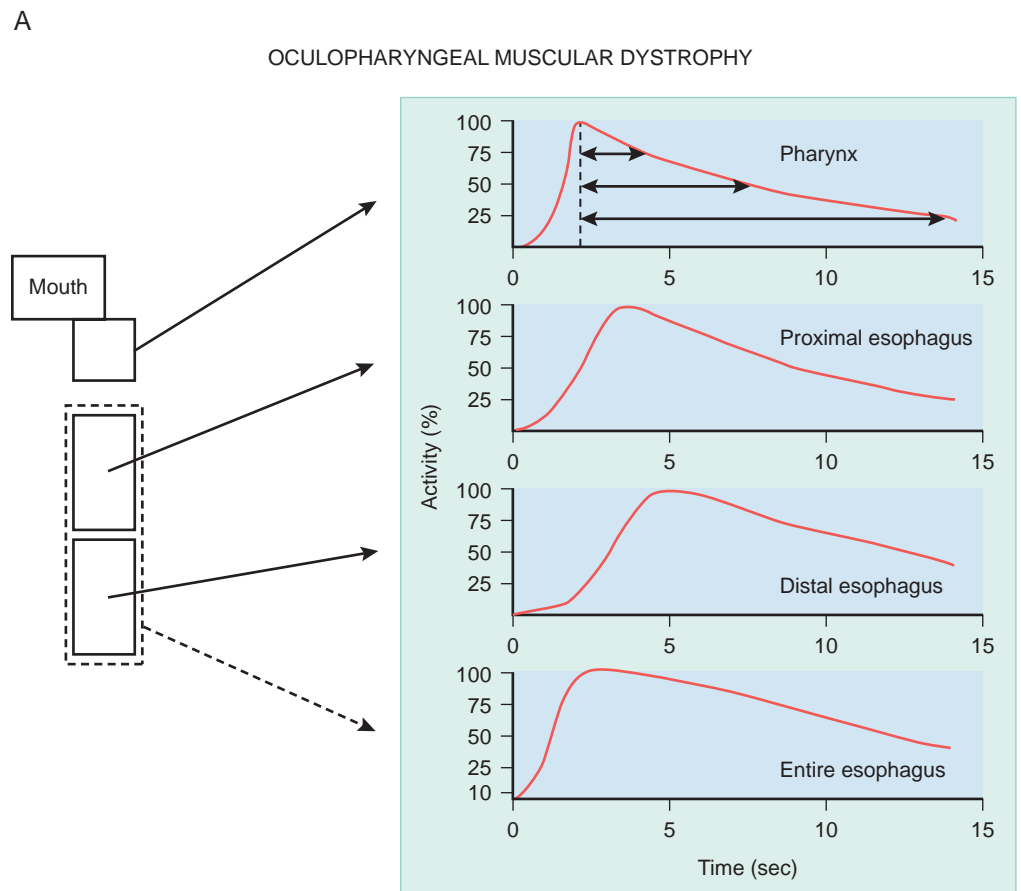 A
OCULOPHARYNGEAL MUSCULAR DYSTROPHY
Mouth
Activity (%)
100
75
50
25
Pharynx
0 5 10 15
100
75
50
25
Proximal esophagus
0 5 10 15
100
75
50
25
Distal esophagus
0 5 10 15
100
75
50
25
10
Entire esophagus
0 5 10 15
Time (sec)